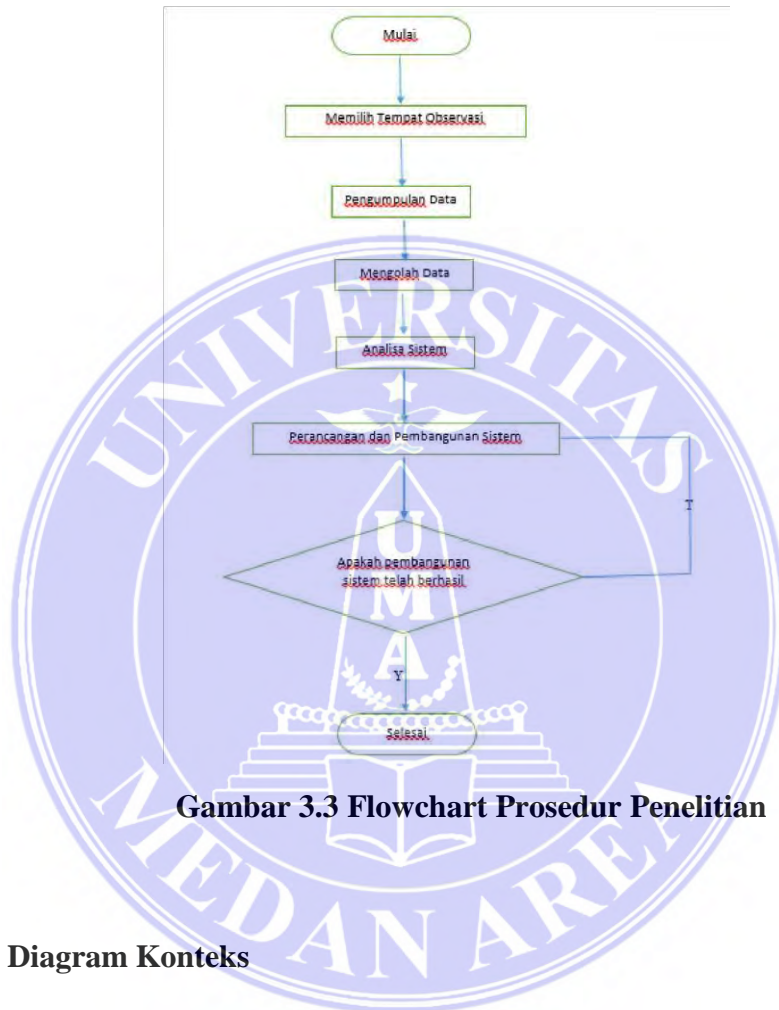 Mulai
Memilih Tempat Observasi
Pengumpulan Data
Mengolah Data
Analisa Sistem
Perancangan dan Pembangunan Sistem
T
Apakah pembangunan
sistem telah berhasil
Y
Selesai
UNIVERSITAS
UMA
MEDAN AREA
Gambar 3.3 Flowchart Prosedur Penelitian
Diagram Konteks